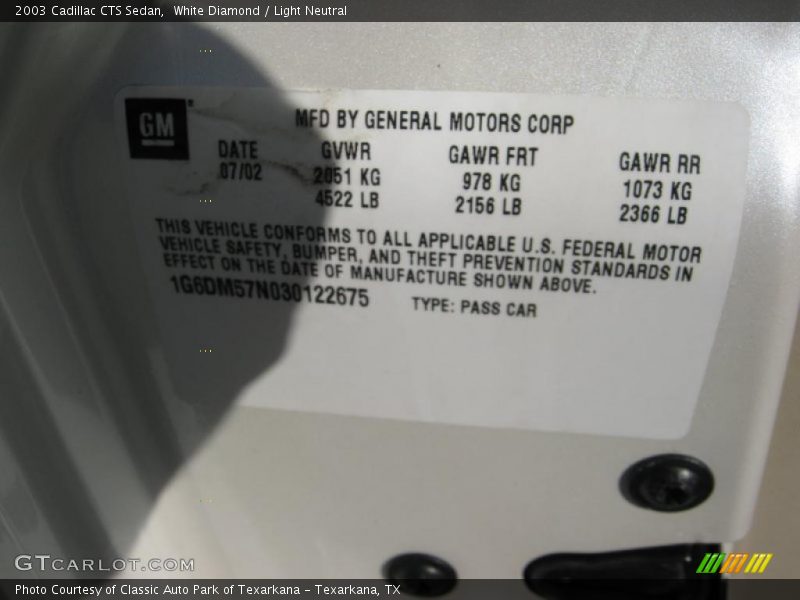 2003 Cadillac CTS Sedan, White Diamond / Light Neutral
GM
MFD BY GENERAL MOTORS CORP
DATE GVWR GAWR FRT GAWR RR
07/02 2051 KG 978 KG 1073 KG
4522 LB 2156 LB 2366 LB
THIS VEHICLE CONFORMS TO ALL APPLICABLE U.S. FEDERAL MOTOR
VEHICLE SAFETY, BUMPER, AND THEFT PREVENTION STANDARDS IN
EFFECT ON THE DATE OF MANUFACTURE SHOWN ABOVE.
1G6DM57N030122675 TYPE: PASS CAR
GTCARLOT.COM
Photo Courtesy of Classic Auto Park of Texarkana - Texarkana, TX